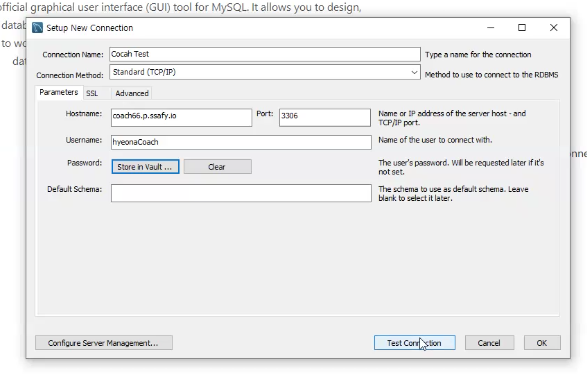 official graphical user interface (GUI) tool for MySQL. It allows you to design,
Setup New Connection
Connection Name: Cocah Test Type a name for the connection
Connection Method: Standard (TCP/IP) Method to use to connect to the RDBMS
Parameters SSL Advanced
Hostname: coach66.p.ssafy.io Port: 3306 Name or IP address of the server host - and
TCP/IP port.
Username: hyeonaCoach Name of the user to connect with.
Password: Store in Vault ... Clear The user's password. Will be requested later if it's
not set.
Default Schema: The schema to use as default schema. Leave
blank to select it later.
Configure Server Management... Test Connection Cancel OK